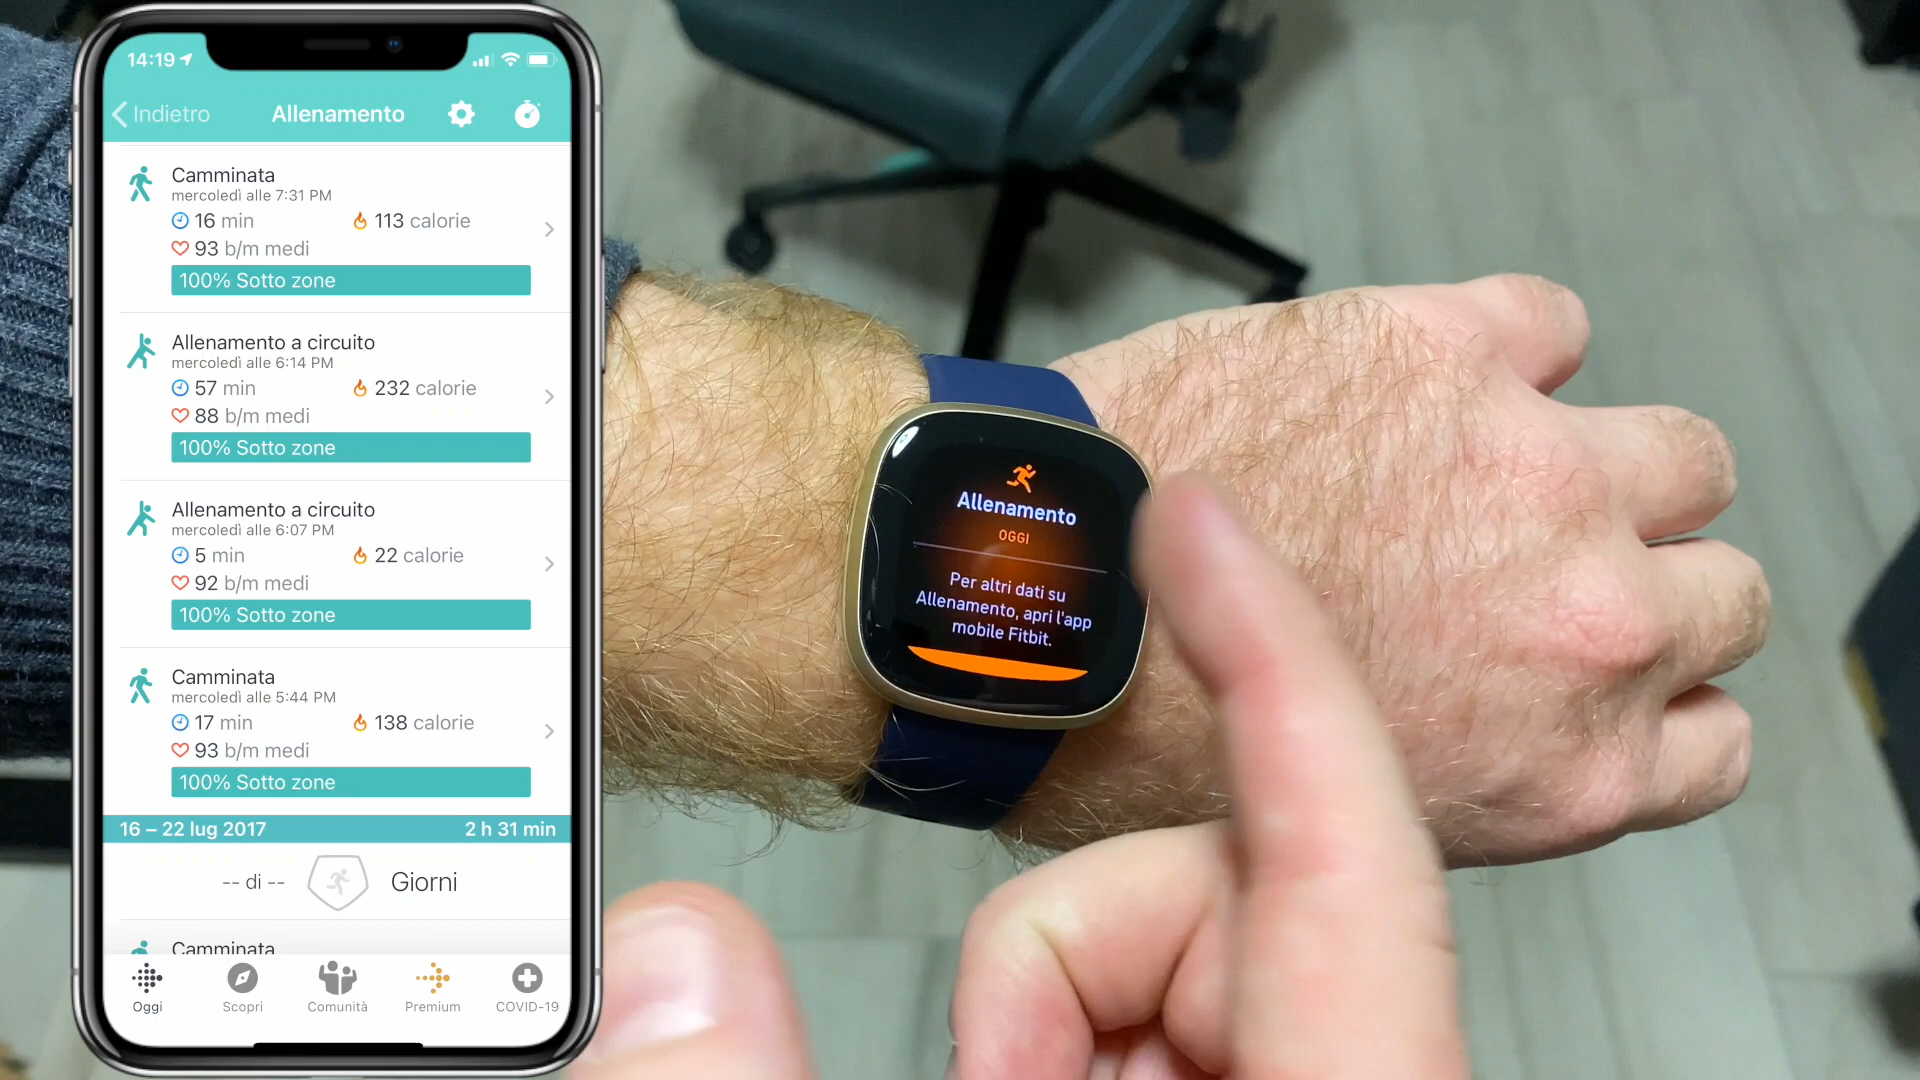 14:19
Indietro
Allenamento
Camminata
mercoledì alle 7:31 PM
16 min
113 calorie
93 b/m medi
100% Sotto zone
Allenamento a circuito
mercoledì alle 6:14 PM
57 min
232 calorie
88 b/m medi
100% Sotto zone
Allenamento a circuito
mercoledì alle 6:07 PM
5 min
22 calorie
92 b/m medi
100% Sotto zone
Camminata
mercoledì alle 5:44 PM
17 min
138 calorie
93 b/m medi
100% Sotto zone
16 – 22 lug 2017
2 h 31 min
-- di --
Giorni
Camminata
Oggi
Scopri
Comunità
Premium
COVID-19
Allenamento
OGGI
Per altri dati su
Allenamento, apri l'app
mobile Fitbit.